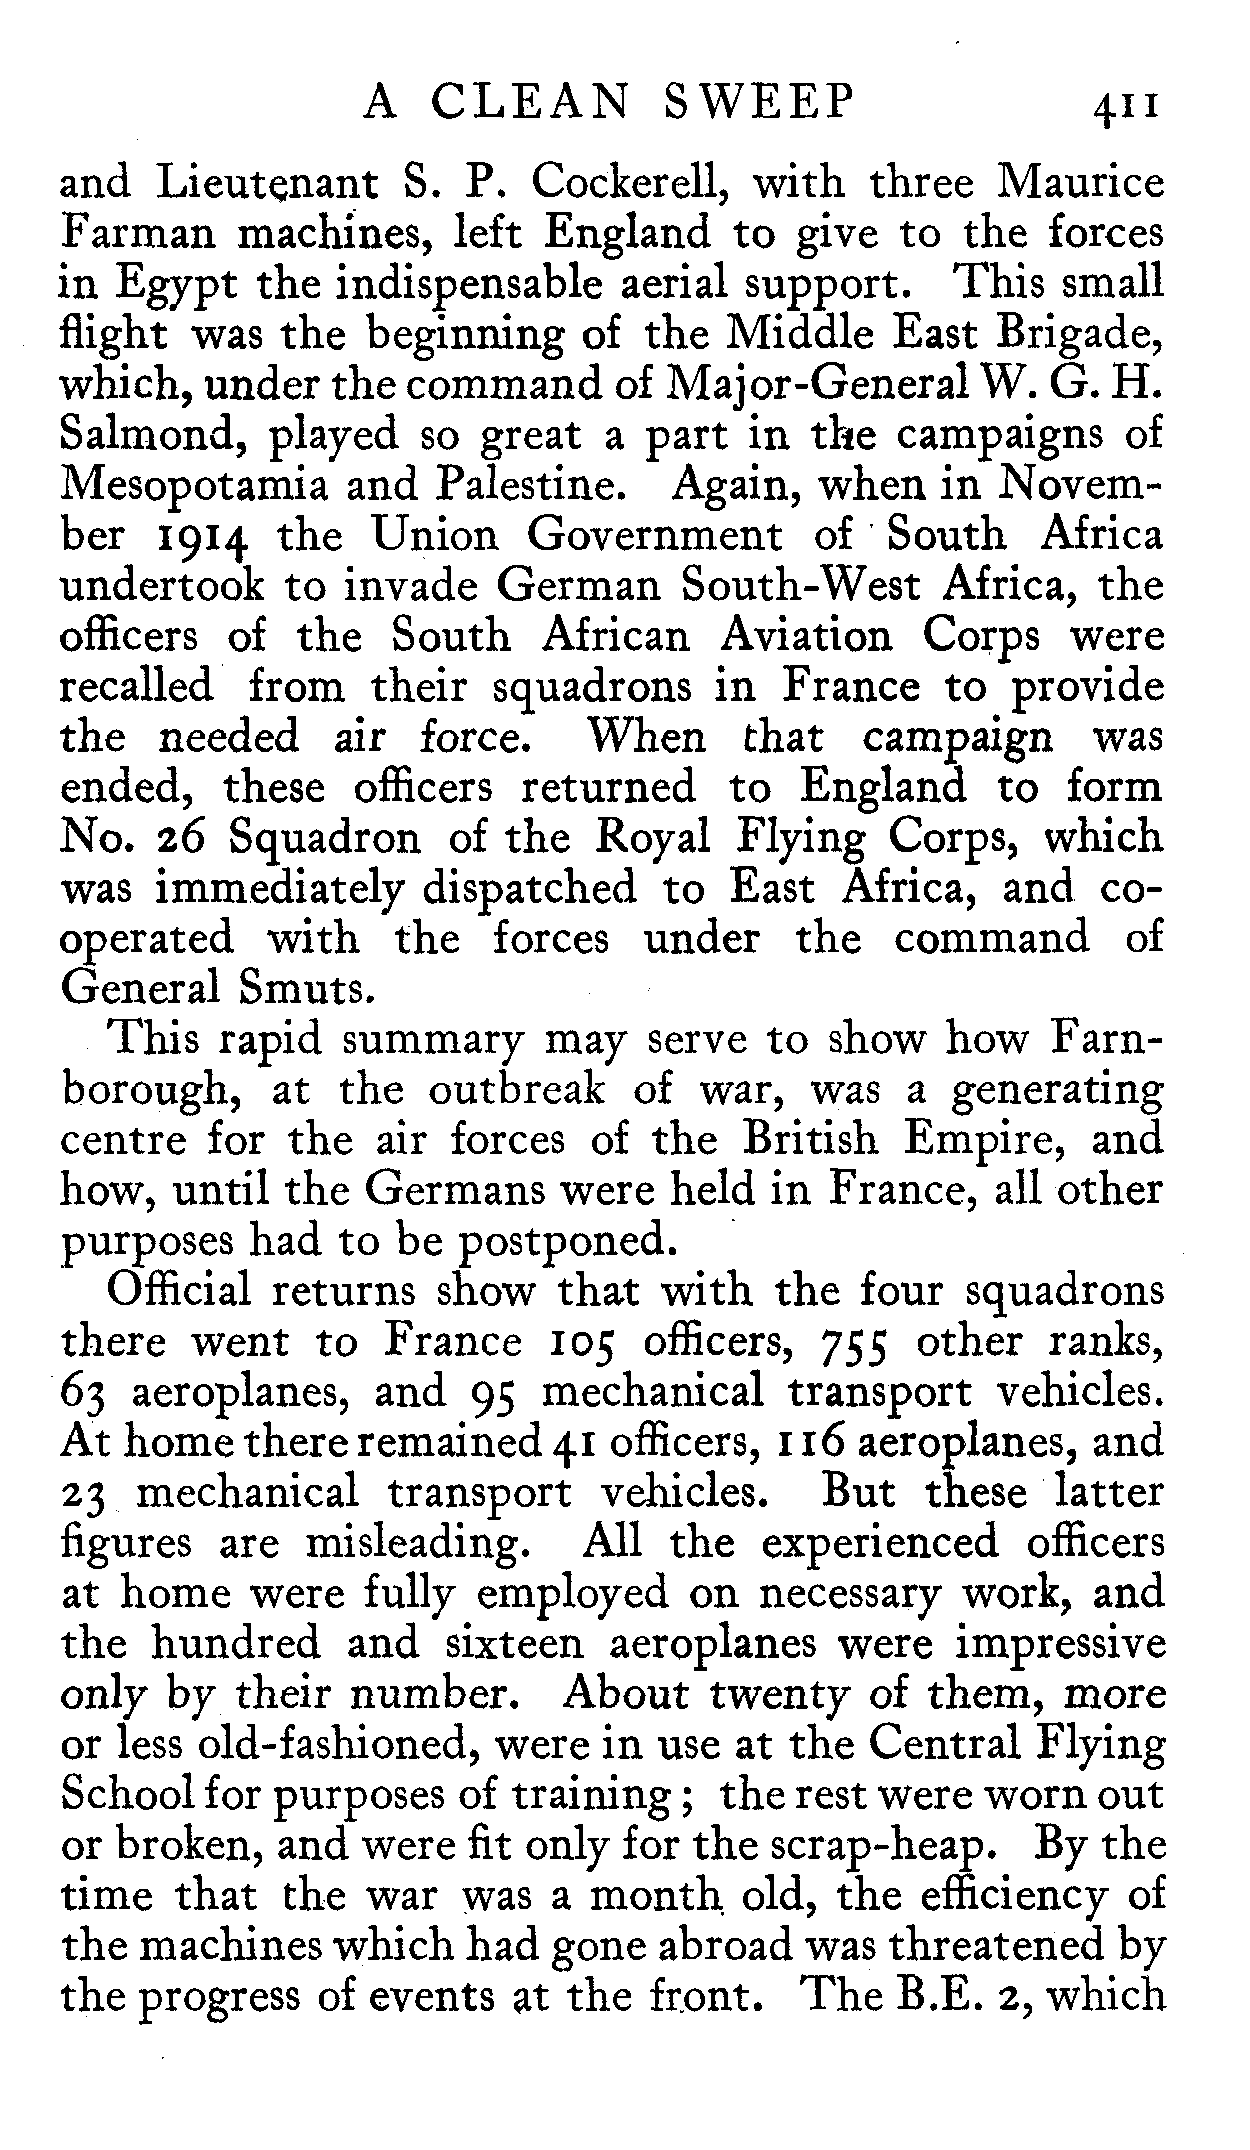 A CLEAN SWEEP 411
and Lieutenant S. P. Cockerell, with three Maurice
Farman machines, left England to give to the forces
in Egypt the indispensable aerial support. This small
flight was the beginning of the Middle East Brigade,
which, under the command of Major-General W. G. H.
Salmond, played so great a part in the campaigns of
Mesopotamia and Palestine. Again, when in Novem-
ber 1914 the Union Government of South Africa
undertook to invade German South-West Africa, the
officers of the South African Aviation Corps were
recalled from their squadrons in France to provide
the needed air force. When that campaign was
ended, these officers returned to England to form
No. 26 Squadron of the Royal Flying Corps, which
was immediately dispatched to East Africa, and co-
operated with the forces under the command of
General Smuts.
This rapid summary may serve to show how Farn-
borough, at the outbreak of war, was a generating
centre for the air forces of the British Empire, and
how, until the Germans were held in France, all other
purposes had to be postponed.
Official returns show that with the four squadrons
there went to France 105 officers, 755 other ranks,
63 aeroplanes, and 95 mechanical transport vehicles.
At home there remained 41 officers, 116 aeroplanes, and
23 mechanical transport vehicles. But these latter
figures are misleading. All the experienced officers
at home were fully employed on necessary work, and
the hundred and sixteen aeroplanes were impressive
only by their number. About twenty of them, more
or less old-fashioned, were in use at the Central Flying
School for purposes of training; the rest were worn out
or broken, and were fit only for the scrap-heap. By the
time that the war was a month old, the efficiency of
the machines which had gone abroad was threatened by
the progress of events at the front. The B.E. 2, which